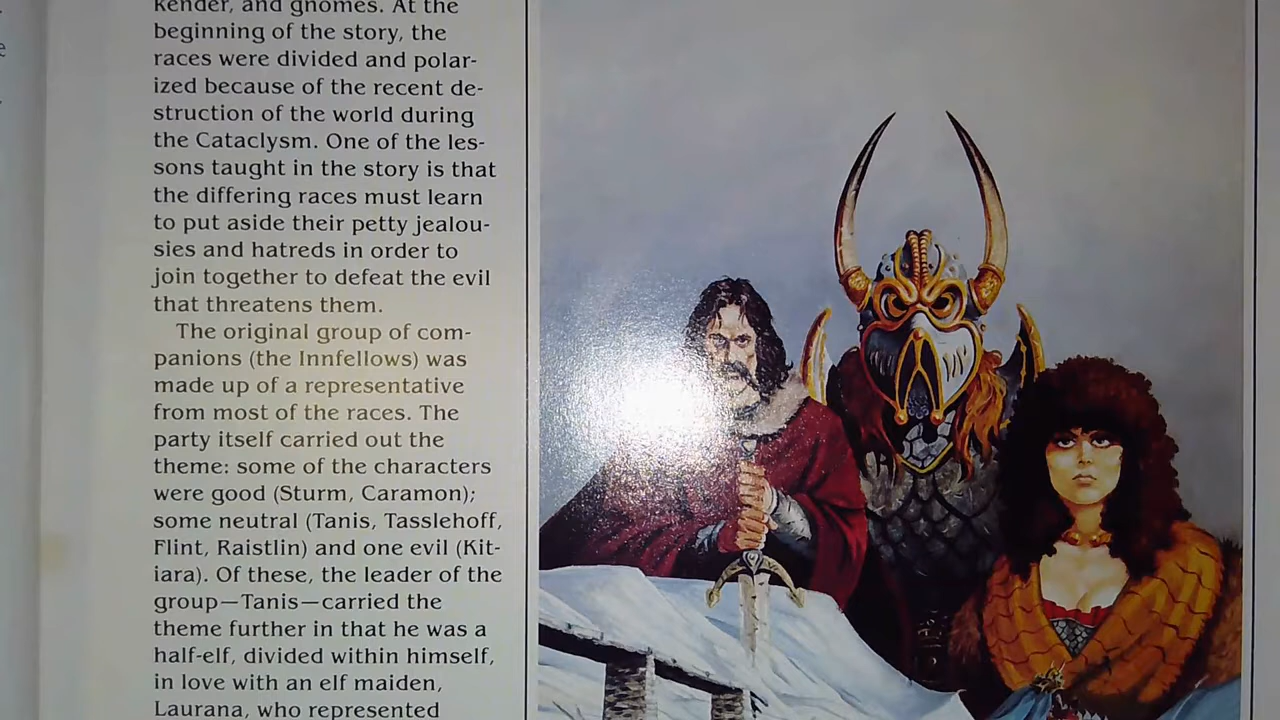 kender, and gnomes. At the
beginning of the story, the
races were divided and polar-
ized because of the recent de-
struction of the world during
the Cataclysm. One of the les-
sons taught in the story is that
the differing races must learn
to put aside their petty jealou-
sies and hatreds in order to
join together to defeat the evil
that threatens them.
The original group of com-
panions (the Innfellows) was
made up of a representative
from most of the races. The
party itself carried out the
theme: some of the characters
were good (Sturm, Caramon);
some neutral (Tanis, Tasslehoff,
Flint, Raistlin) and one evil (Kit-
iara). Of these, the leader of the
group—Tanis—carried the
theme further in that he was a
half-elf, divided within himself,
in love with an elf maiden,
Laurana, who represented